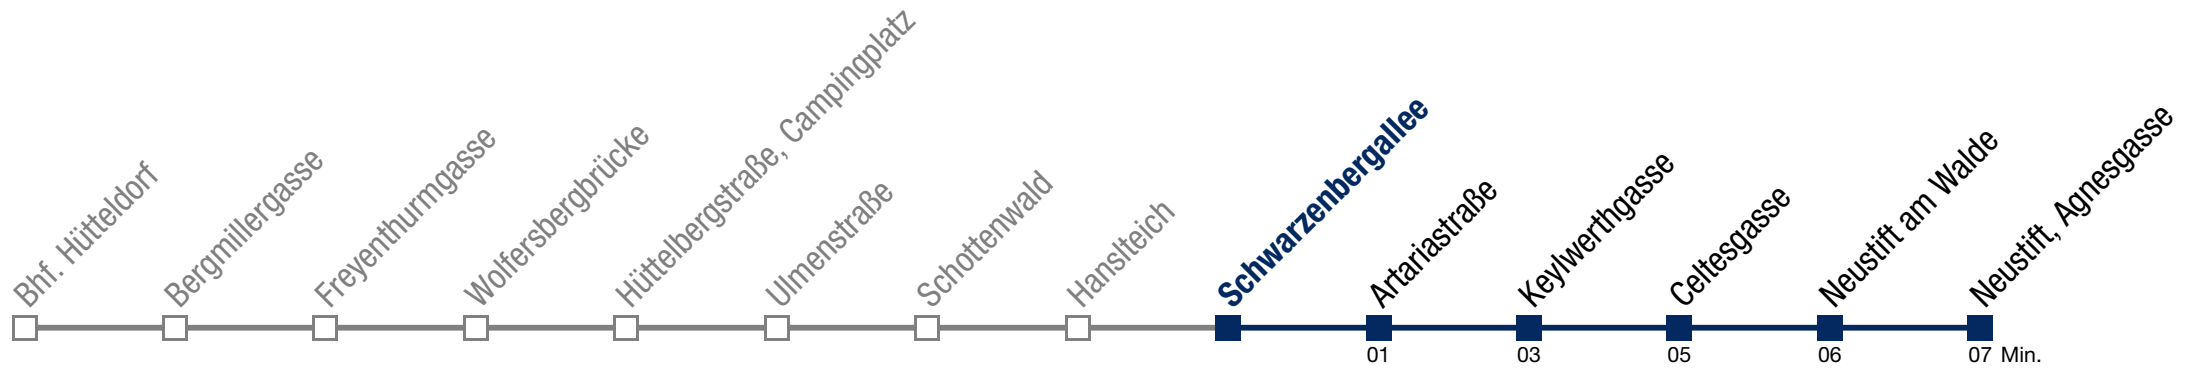 Bhf. Hütteldorf
Bergmillergasse
Freyenthurmgasse
Wolfersbergbrücke
Hüttelbergstraße, Campingplatz
Ulmenstraße
Schottenwald
Hanslteich
Schwarzenbergallee
Artariastraße
Keylwerthgasse
Celtesgasse
Neustift am Walde
Neustift, Agnesgasse
01 03 05 06 07 Min.